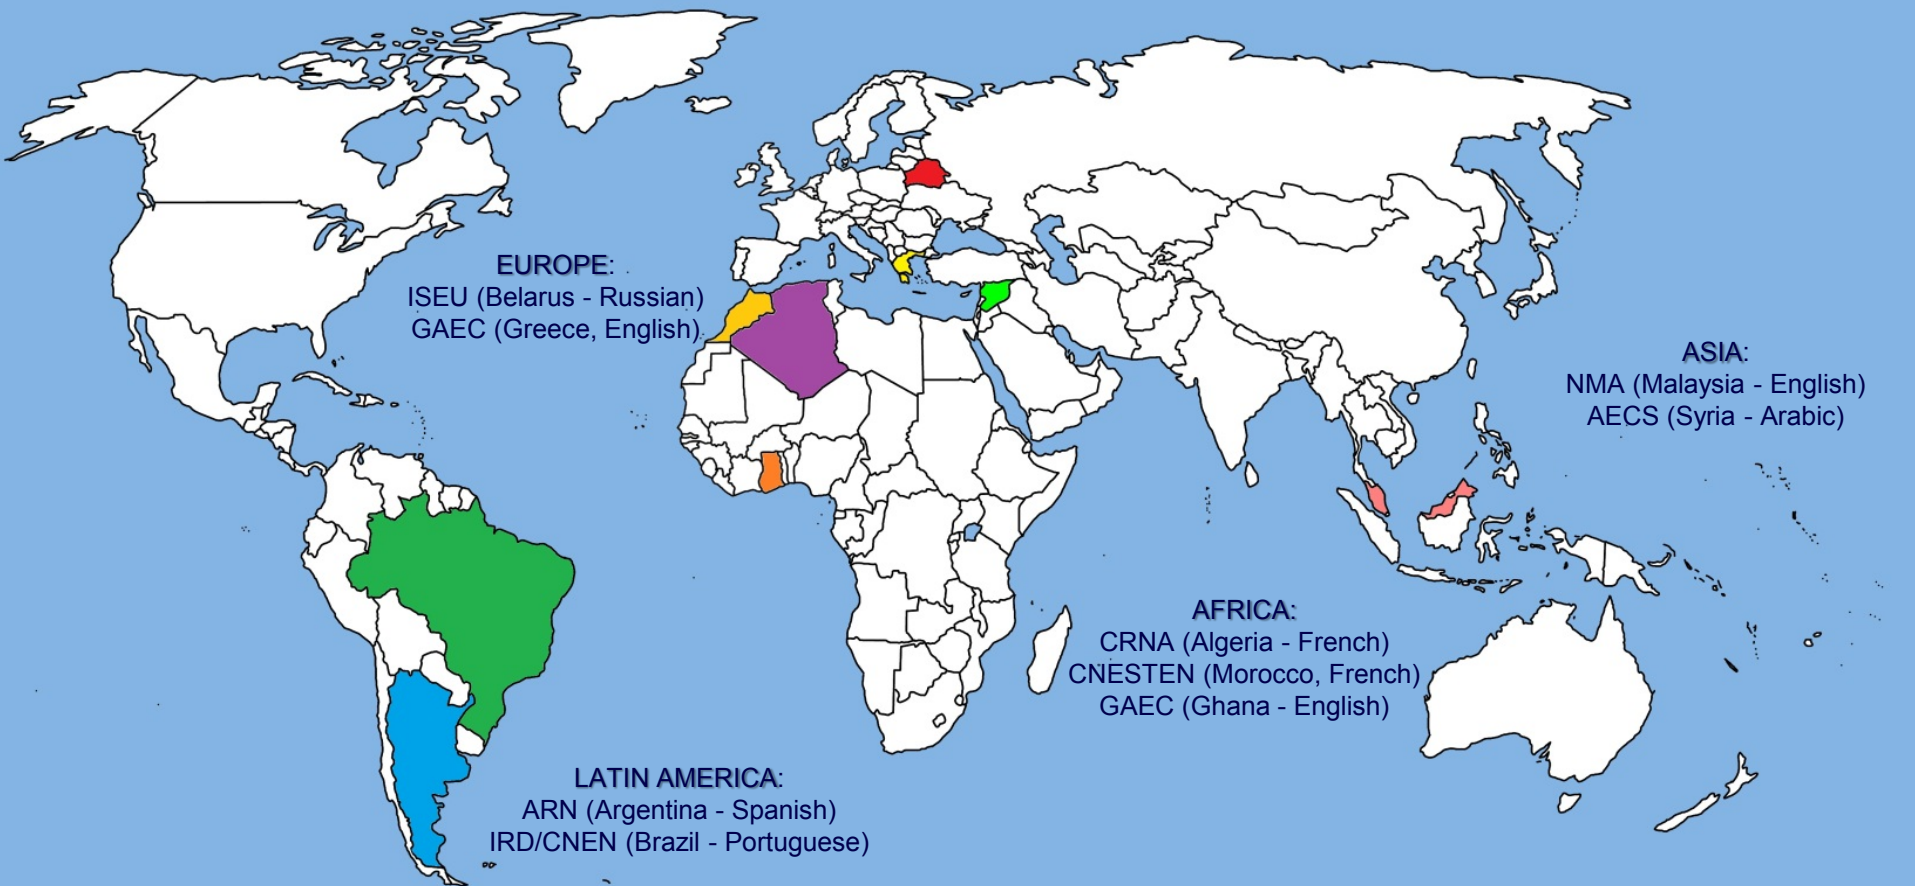 EUROPE:
ISEU (Belarus - Russian)
GAEC (Greece, English)
ASIA:
NMA (Malaysia - English)
AECS (Syria - Arabic)
AFRICA:
CRNA (Algeria - French)
CNESTEN (Morocco, French)
GAEC (Ghana - English)
LATIN AMERICA:
ARN (Argentina - Spanish)
IRD/CNEN (Brazil - Portuguese)